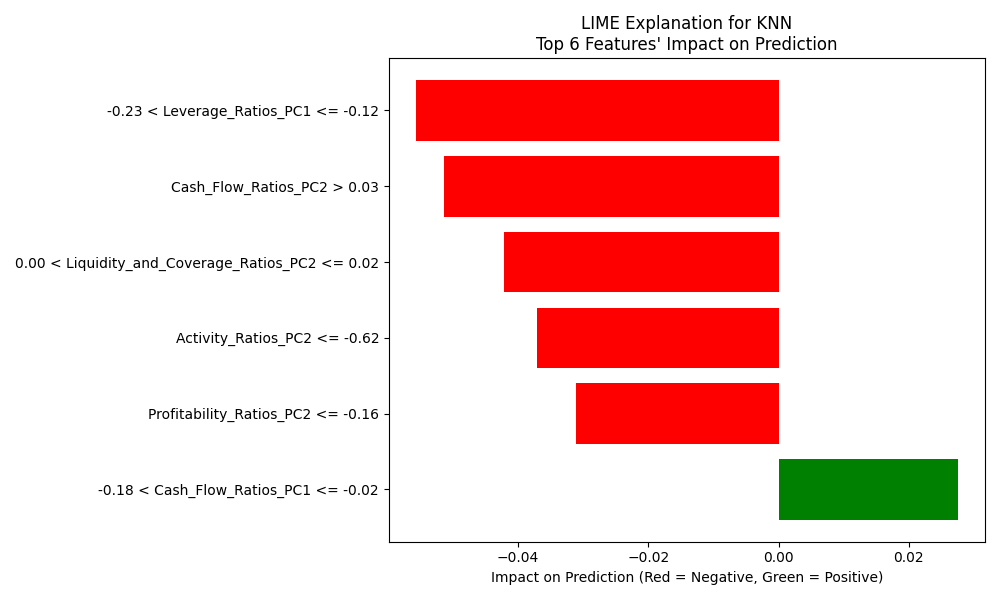 LIME Explanation for KNN
Top 6 Features' Impact on Prediction
-0.23 < Leverage_Ratios_PC1 <= -0.12
Cash_Flow_Ratios_PC2 > 0.03
0.00 < Liquidity_and_Coverage_Ratios_PC2 <= 0.02
Activity_Ratios_PC2 <= -0.62
Profitability_Ratios_PC2 <= -0.16
-0.18 < Cash_Flow_Ratios_PC1 <= -0.02
−0.04 −0.02 0.00 0.02
Impact on Prediction (Red = Negative, Green = Positive)